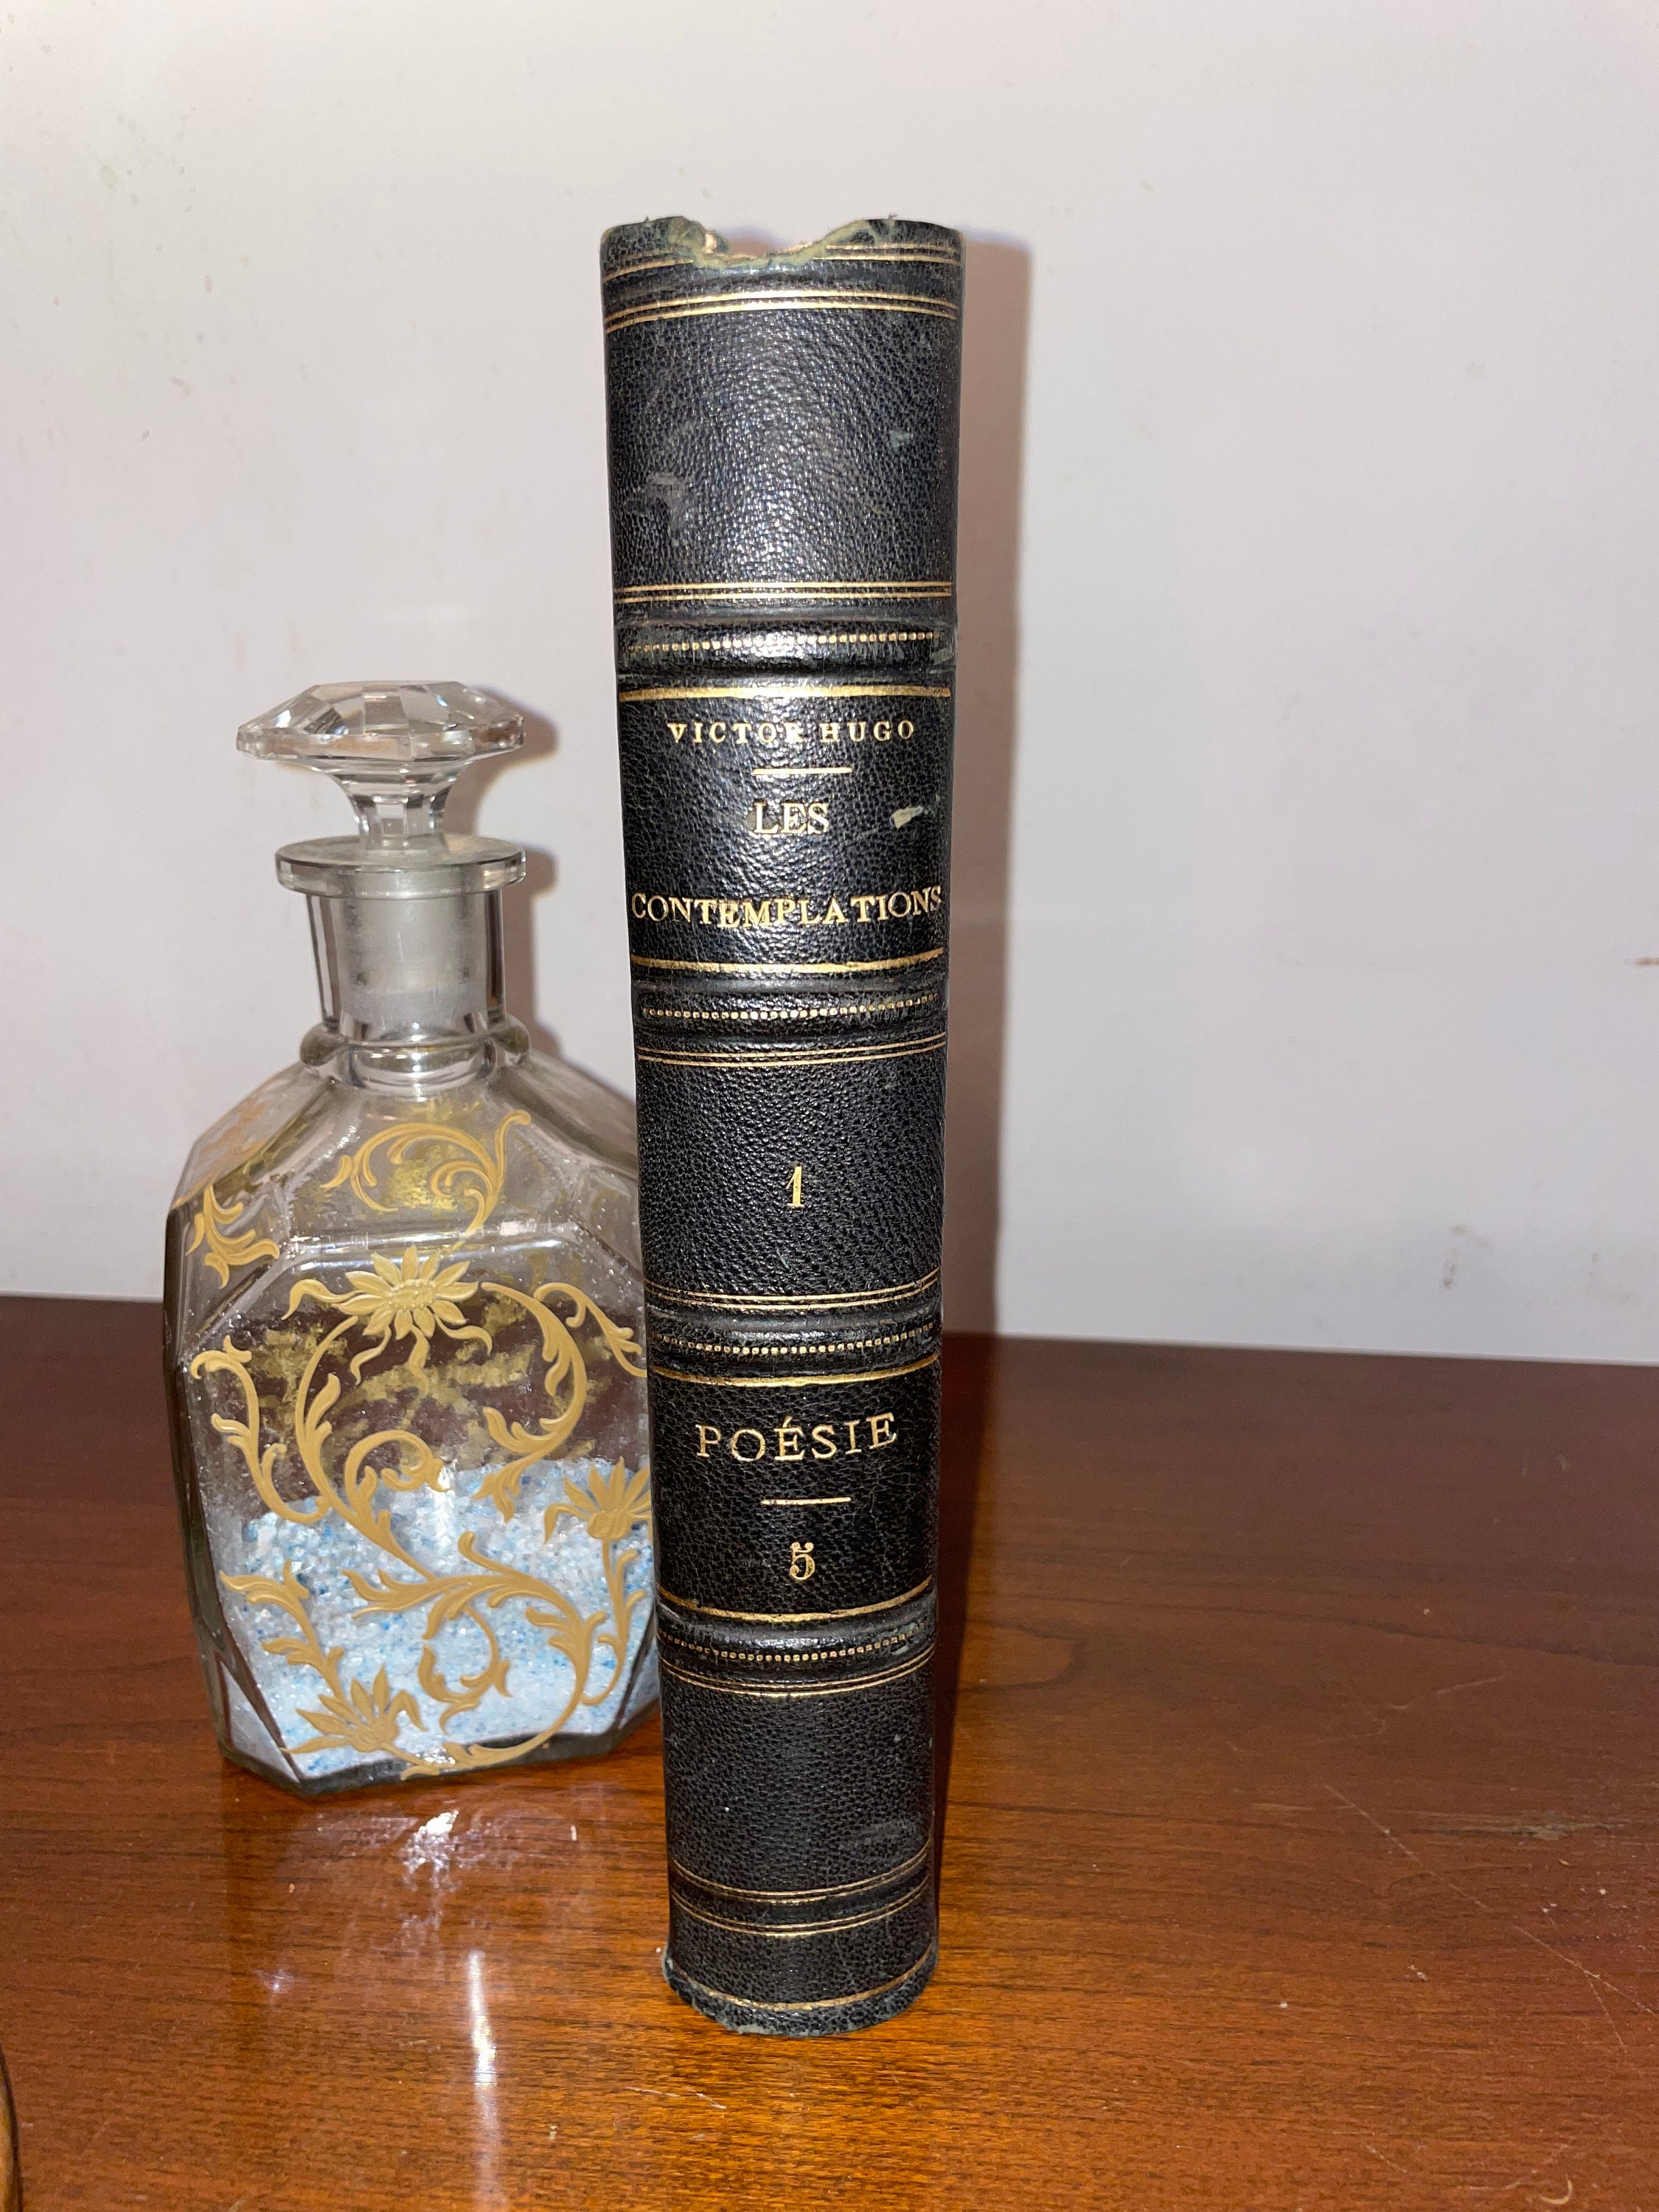 VICTOR HUGO
LES
CONTEMPLATIONS
1
POÉSIE
5